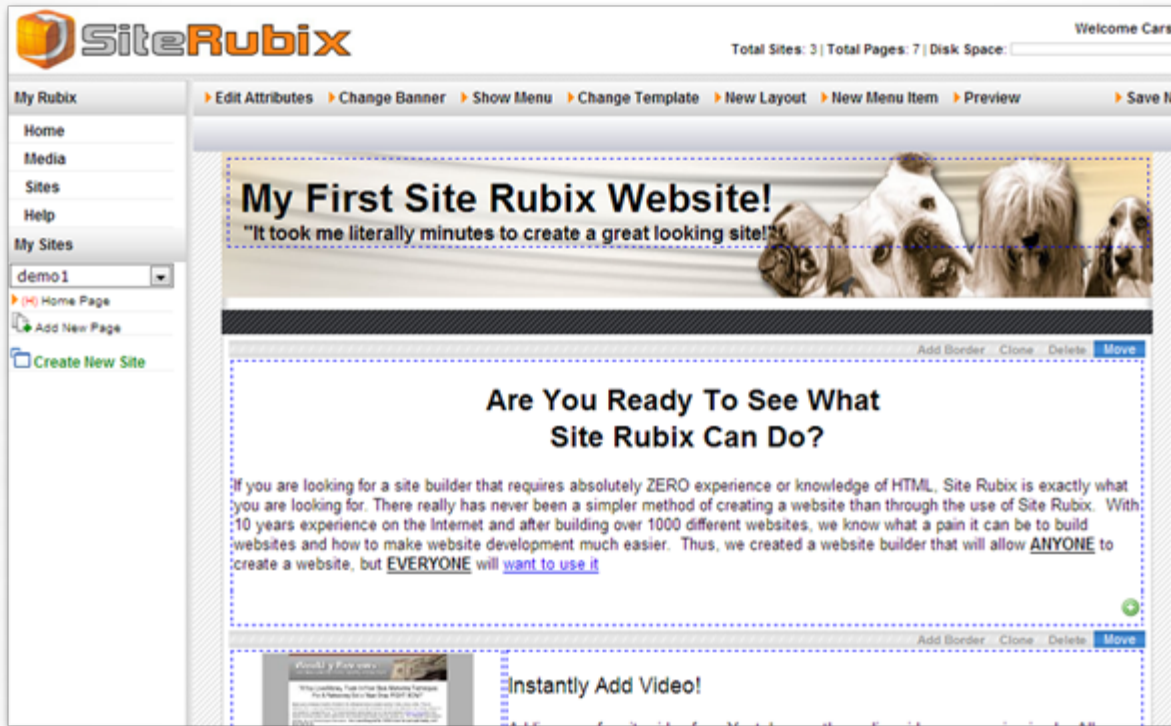 SiteRubix
Welcome Cars
Total Sites: 3 | Total Pages: 7 | Disk Space:
My Rubix
Edit Attributes Change Banner Show Menu Change Template New Layout New Menu Item Preview Save N
Home
Media
Sites
Help
My Sites
demo1
(H) Home Page
Add New Page
Create New Site
My First Site Rubix Website!
"It took me literally minutes to create a great looking site!"
Add Border Clone Delete Move
Are You Ready To See What
Site Rubix Can Do?
If you are looking for a site builder that requires absolutely ZERO experience or knowledge of HTML, Site Rubix is exactly what
you are looking for. There really has never been a simpler method of creating a website than through the use of Site Rubix. With
10 years experience on the Internet and after building over 1000 different websites, we know what a pain it can be to build
websites and how to make website development much easier. Thus, we created a website builder that will allow ANYONE to
create a website, but EVERYONE will want to use it
Add Border Clone Delete Move
Instantly Add Video!